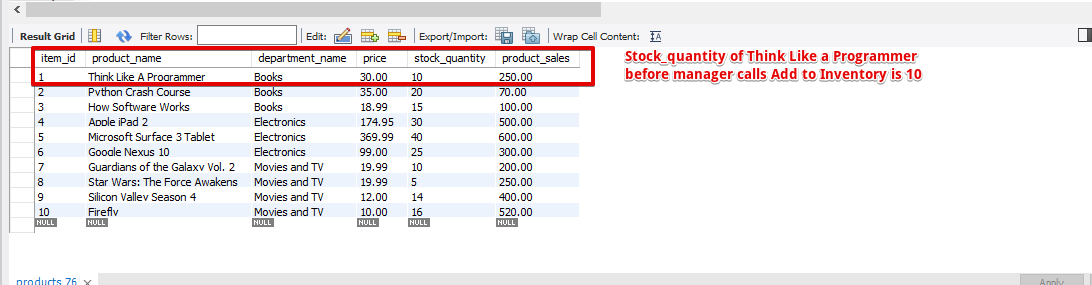 Result Grid Filter Rows: Edit: Export/Import: Wrap Cell Content: IA
item_id product_name department_name price stock_quantity product_sales
1 Think Like A Programmer Books 30.00 10 250.00
2 Python Crash Course Books 35.00 20 70.00
3 How Software Works Books 18.99 15 100.00
4 Apple iPad 2 Electronics 174.95 30 500.00
5 Microsoft Surface 3 Tablet Electronics 369.99 40 600.00
6 Google Nexus 10 Electronics 99.00 25 300.00
7 Guardians of the Galaxy Vol. 2 Movies and TV 19.99 10 200.00
8 Star Wars: The Force Awakens Movies and TV 19.99 5 250.00
9 Silicon Valley Season 4 Movies and TV 12.00 14 400.00
10 Firefly Movies and TV 10.00 16 520.00
NULL NULL NULL NULL NULL NULL
Stock_quantity of Think Like a Programmer
before manager calls Add to Inventory is 10
products 76 Apply